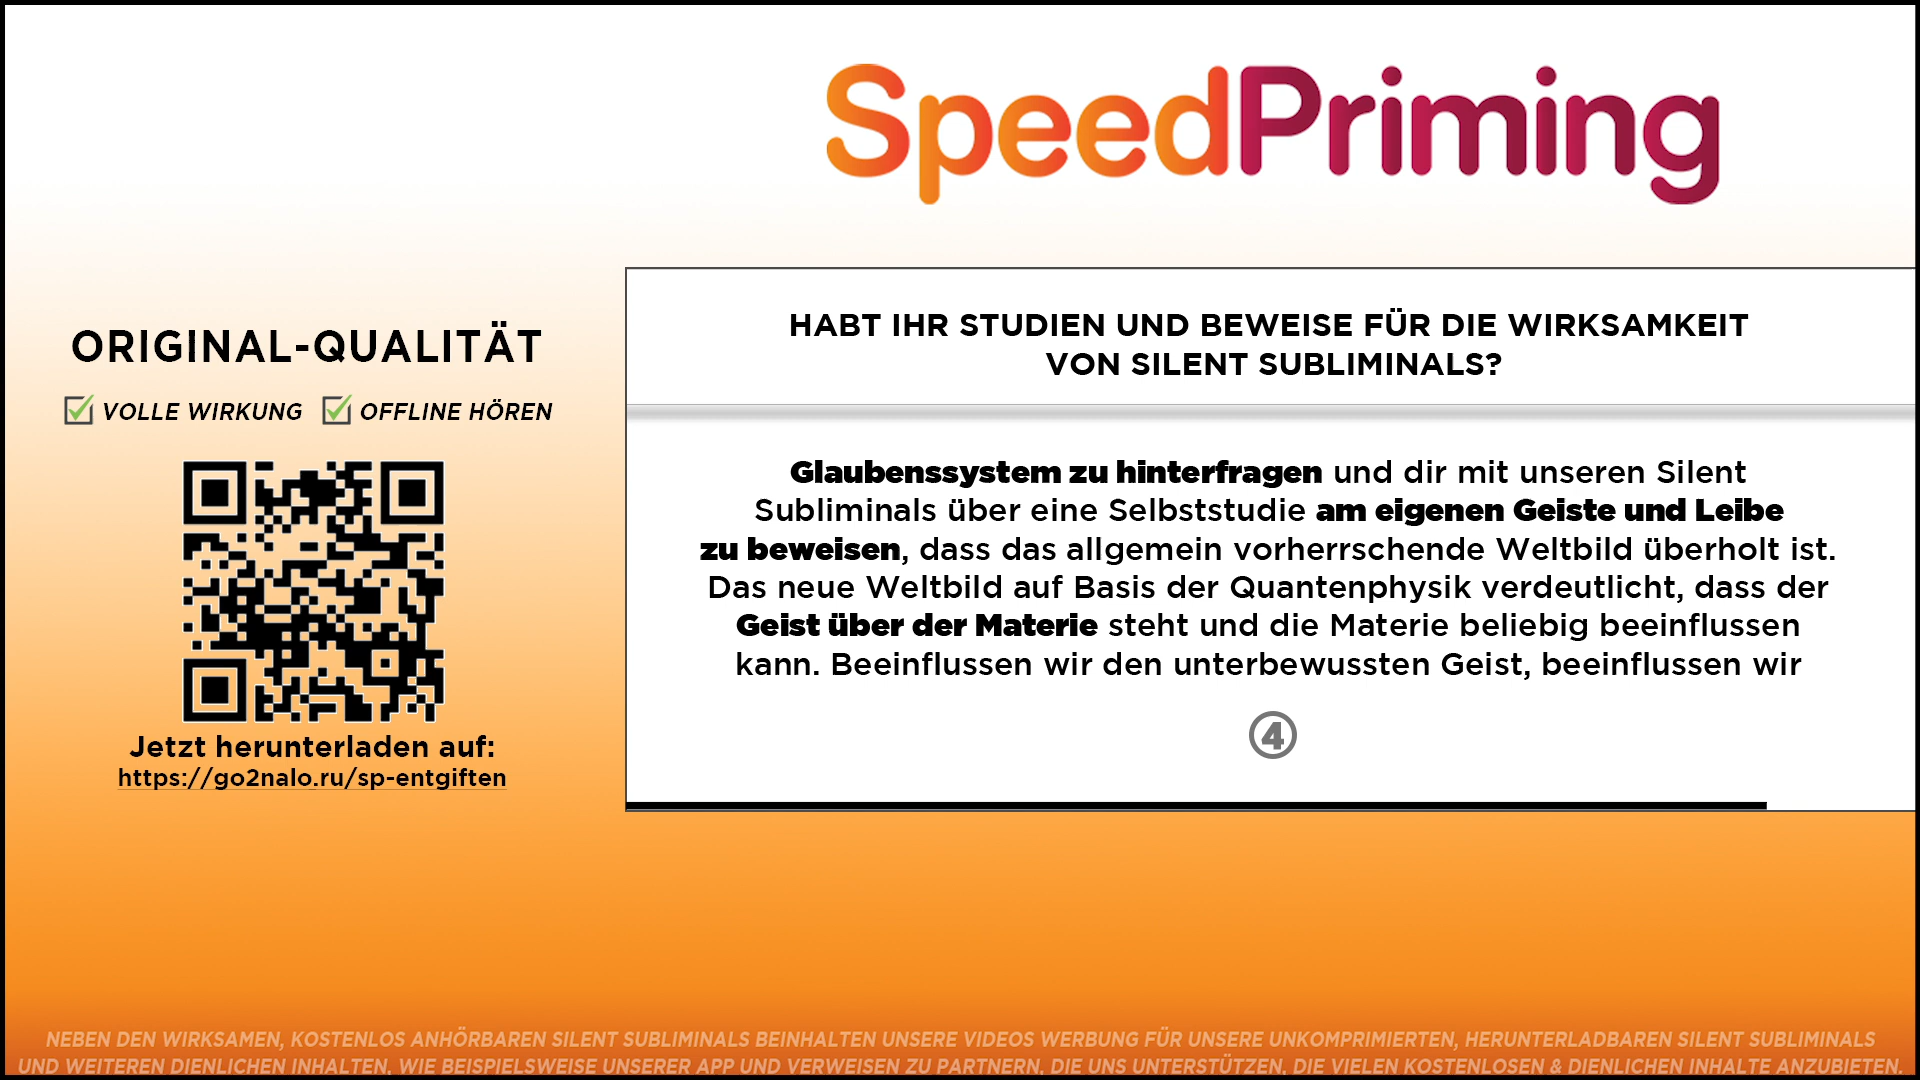 SpeedPriming
ORIGINAL-QUALITÄT
VOLLE WIRKUNG OFFLINE HÖREN
Jetzt herunterladen auf:
https://go2nalo.ru/sp-entgiften
HABT IHR STUDIEN UND BEWEISE FÜR DIE WIRKSAMKEIT
VON SILENT SUBLIMINALS?
Glaubenssystem zu hinterfragen und dir mit unseren Silent
Subliminals über eine Selbststudie am eigenen Geiste und Leibe
zu beweisen, dass das allgemein vorherrschende Weltbild überholt ist.
Das neue Weltbild auf Basis der Quantenphysik verdeutlicht, dass der
Geist über der Materie steht und die Materie beliebig beeinflussen
kann. Beeinflussen wir den unterbewussten Geist, beeinflussen wir
4
NEBEN DEN WIRKSAMEN, KOSTENLOS ANHÖRBAREN SILENT SUBLIMINALS BEINHALTEN UNSERE VIDEOS WERBUNG FÜR UNSERE UNKOMPRIMIERTEN, HERUNTERLADBAREN SILENT SUBLIMINALS
UND WEITEREN DIENLICHEN INHALTEN, WIE BEISPIELSWEISE UNSERER APP UND VERWEISEN ZU PARTNERN, DIE UNS UNTERSTÜTZEN, DIE VIELEN KOSTENLOSEN & DIENLICHEN INHALTE ANZUBIETEN.